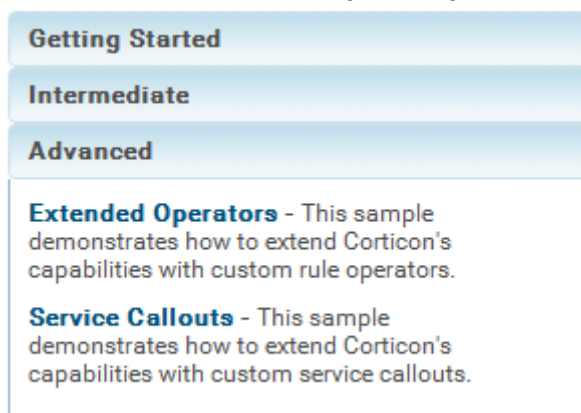 Getting Started
Intermediate
Advanced
Extended Operators - This sample
demonstrates how to extend Corticon's
capabilities with custom rule operators.
Service Callouts - This sample
demonstrates how to extend Corticon's
capabilities with custom service callouts.